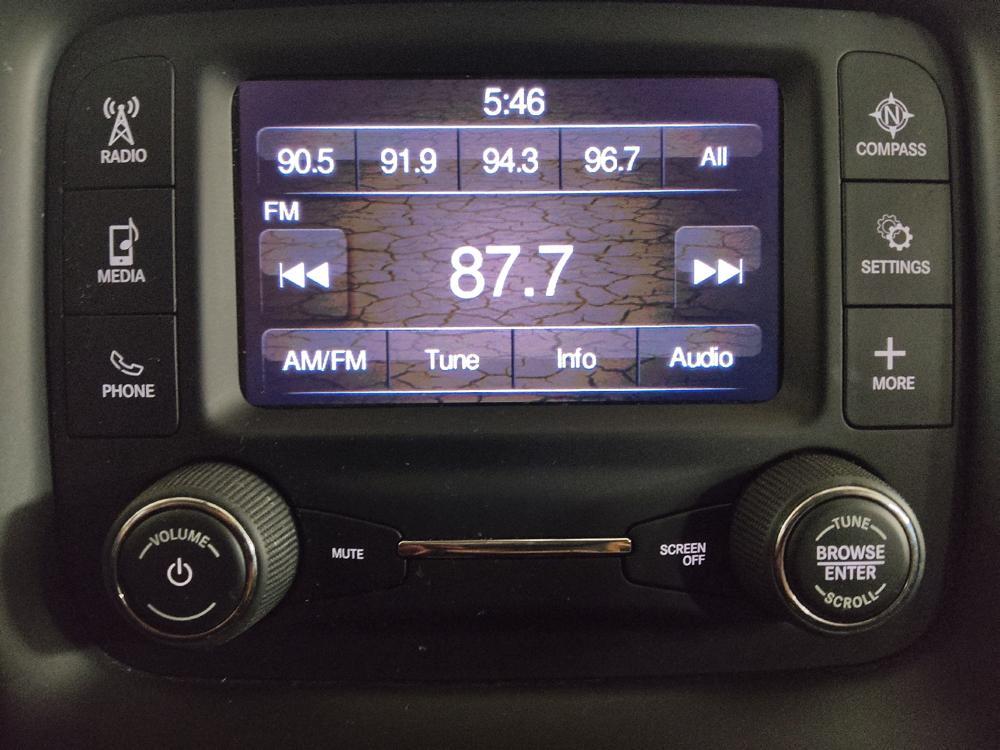 5:46
90.5 91.9 94.3 96.7 All
FM
87.7
AM/FM Tune Info Audio
RADIO
MEDIA
PHONE
N
COMPASS
SETTINGS
MORE
VOLUME
MUTE
SCREEN
OFF
TUNE
BROWSE
ENTER
SCROLL